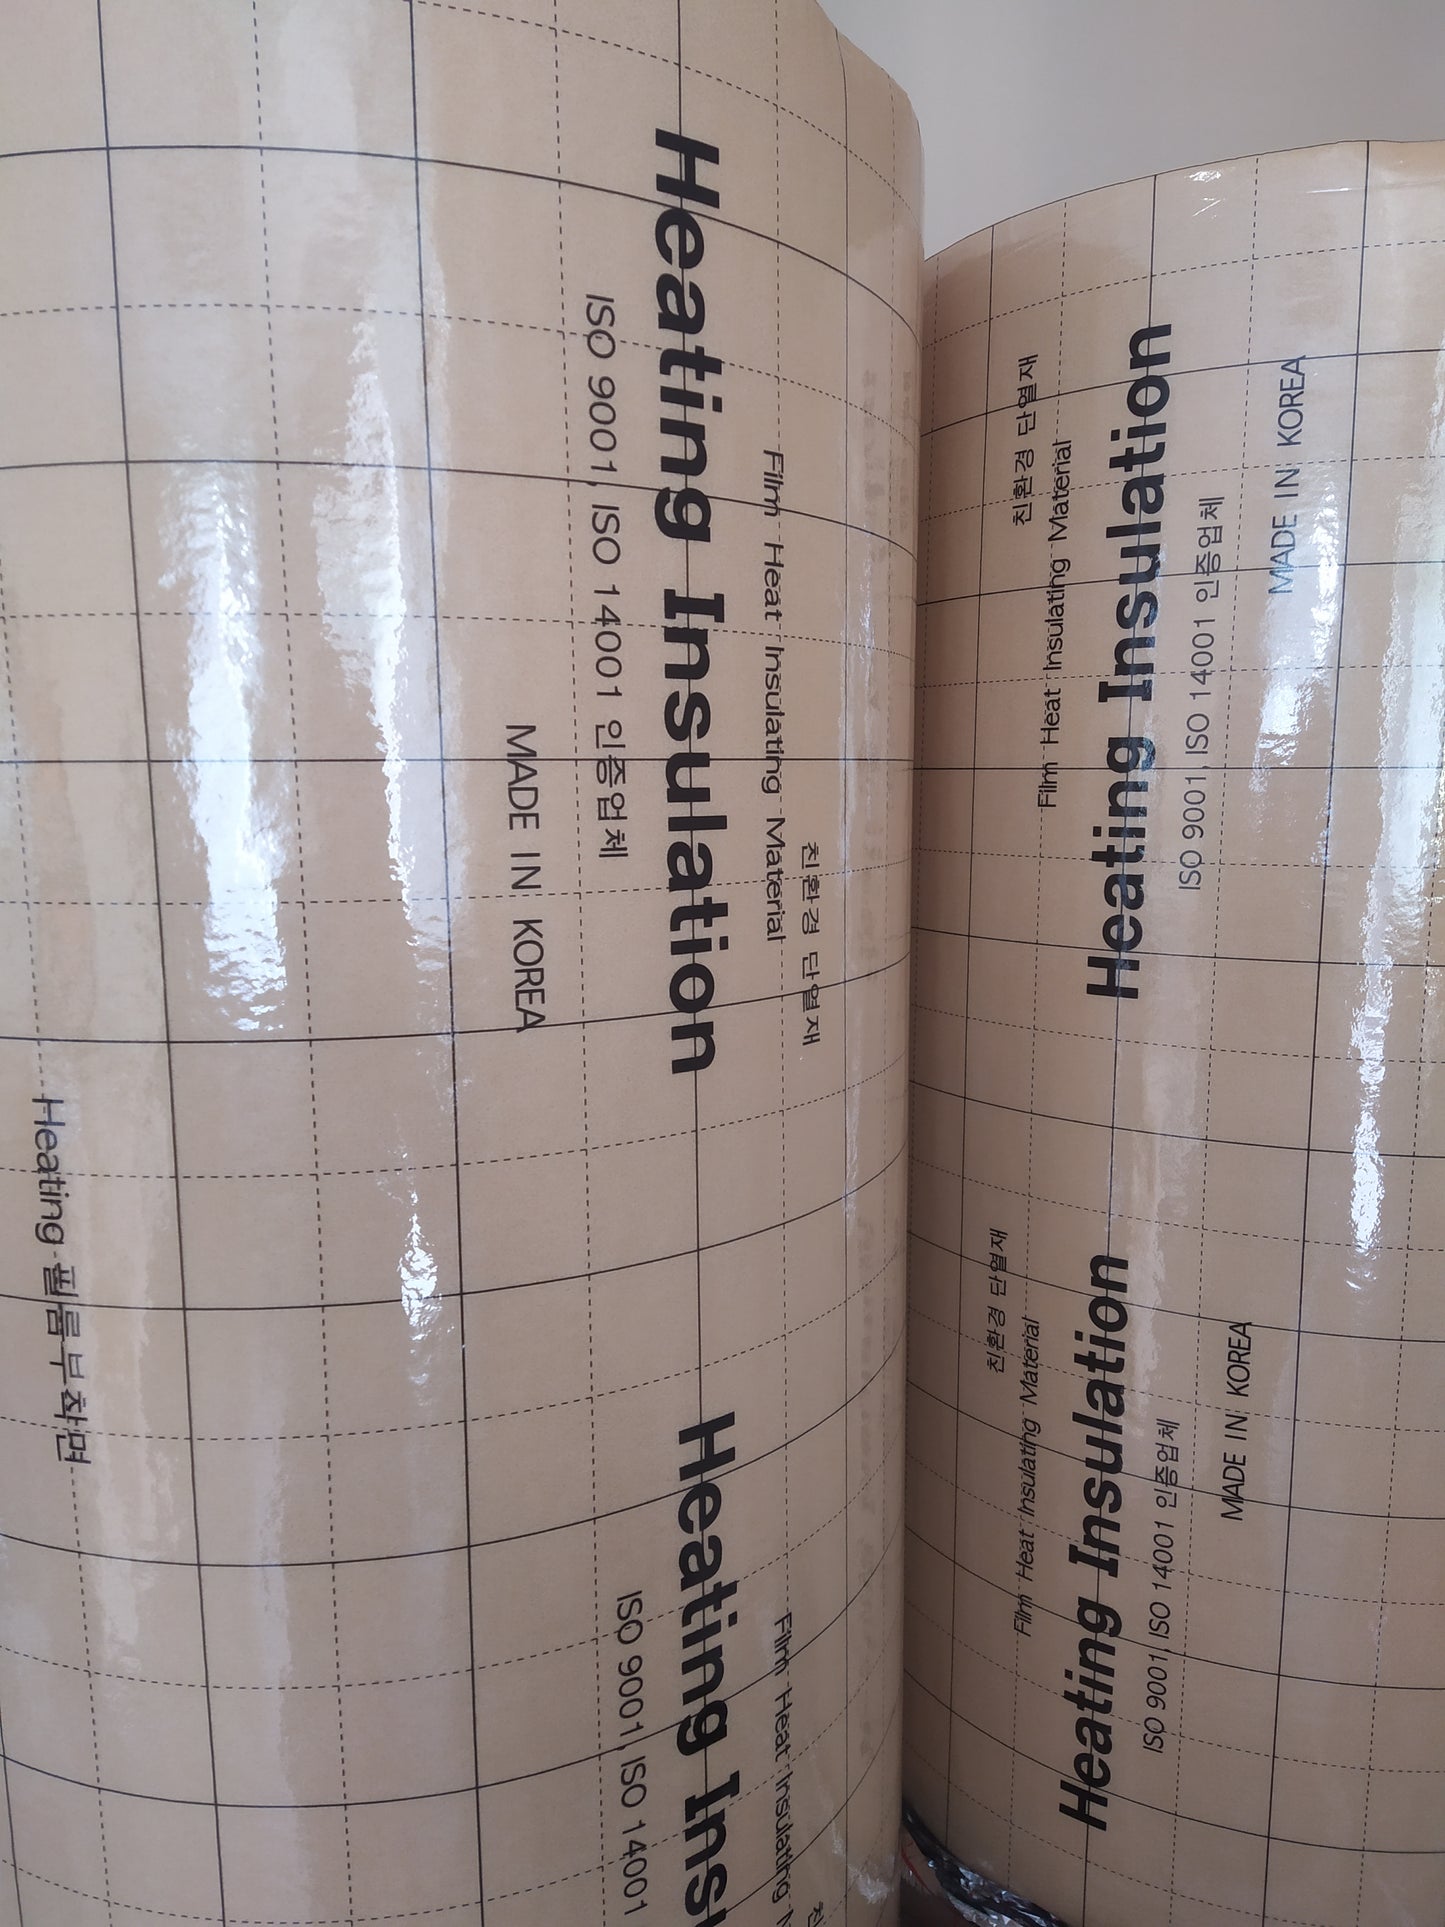 친환경 단열재
Film Heat Insulating Material
Heating Insulation
ISO 9001, ISO 14001 인증업체
MADE IN KOREA
Heating 필름부착면
Film Heat Insulating
Heating Ins
ISO 9001, ISO 14001
친환경 단열재
Film Heat Insulating Material
Heating Insulation
ISO 9001, ISO 14001 인증업체
MADE IN KOREA
친환경 단열재
Film Heat Insulating Material
Heating Insulation
ISO 9001, ISO 14001 인증업체
MADE IN KOREA